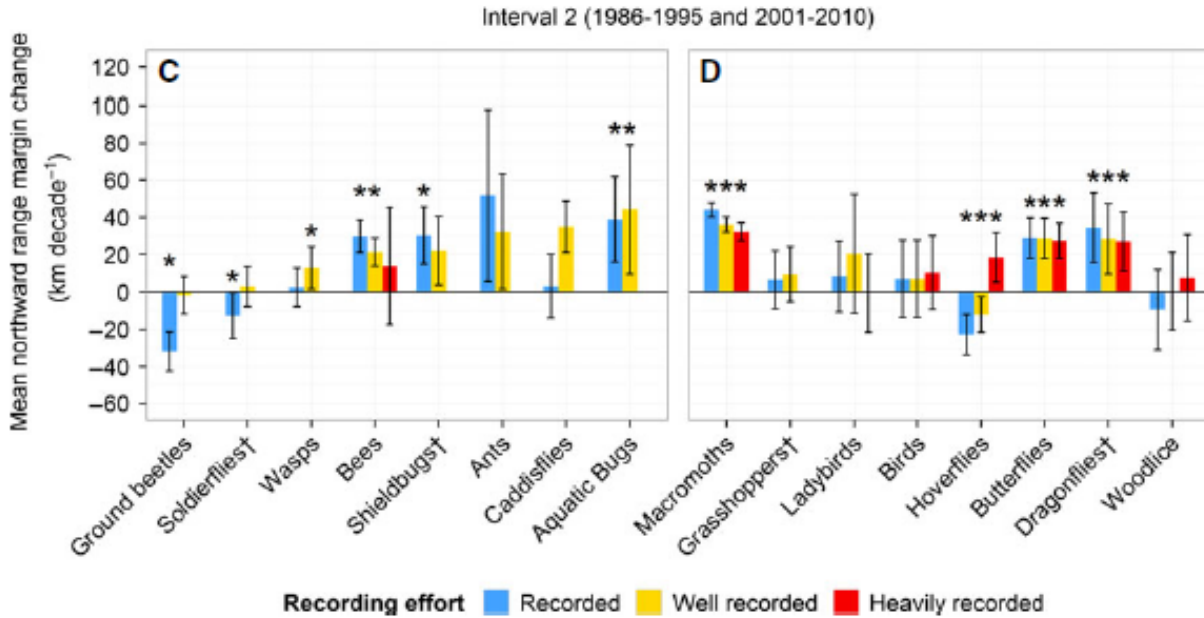 Interval 2 (1986-1995 and 2001-2010)
Mean northward range margin change
(km decade⁻¹)
120
100
80
60
40
20
0
−20
−40
−60
C
*
*
*
**
*
**
D
***
***
***
***
Ground beetles
Soldierflies†
Wasps
Bees
Shieldbugs†
Ants
Caddisflies
Aquatic Bugs
Macromoths
Grasshoppers†
Ladybirds
Birds
Hoverflies
Butterflies
Dragonflies†
Woodlice
Recording effort Recorded Well recorded Heavily recorded